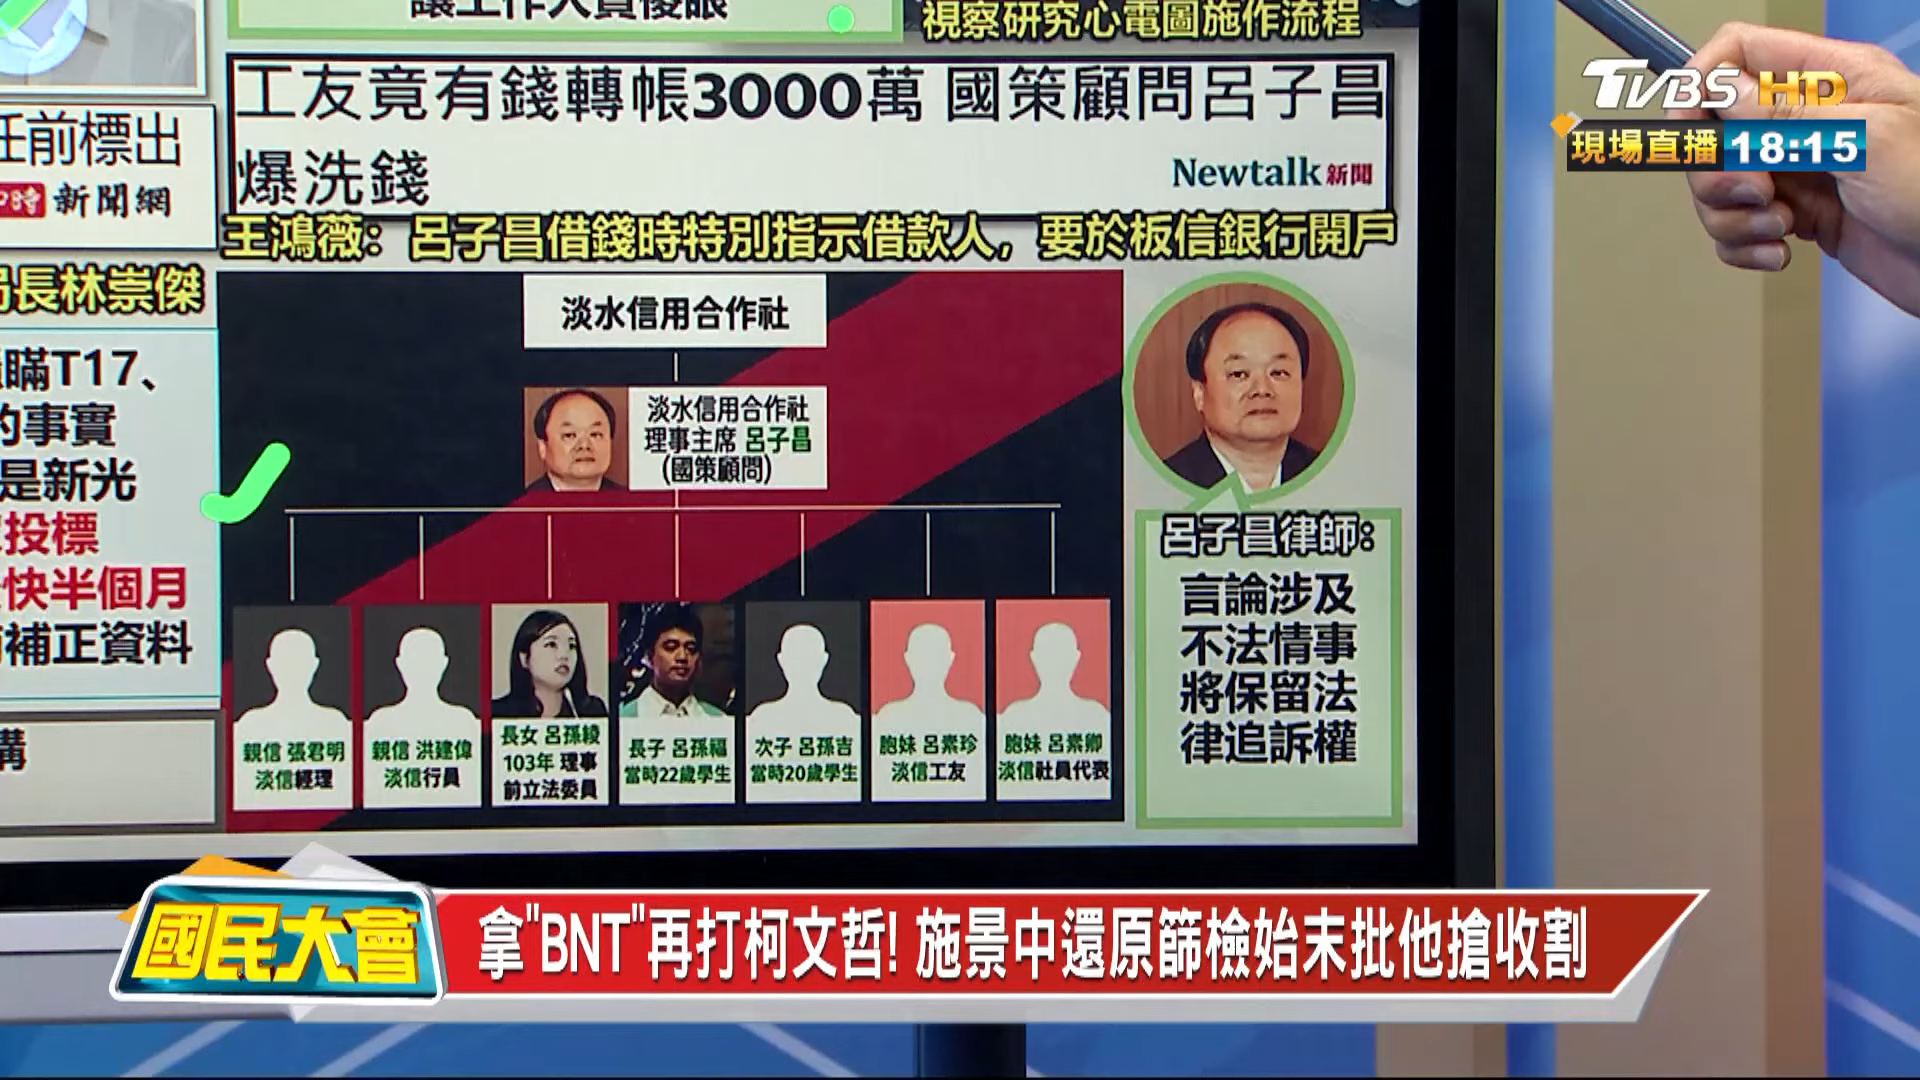 視察研究心電圖施作流程
TVBS HD
現場直播 18:15
工友竟有錢轉帳3000萬 國策顧問呂子昌
爆洗錢
Newtalk新聞
任前標出
新聞網
王鴻薇：呂子昌借錢時特別指示借款人，要於板信銀行開戶
局長林崇傑
瞞T17、
的事實
是新光
投標
快半個月
補正資料
淡水信用合作社
淡水信用合作社
理事主席 呂子昌
(國策顧問)
親信 張君明
淡信經理
親信 洪建偉
淡信行員
長女 呂孫綾
103年 理事
前立法委員
長子 呂孫福
當時22歲學生
次子 呂孫吉
當時20歲學生
胞妹 呂素珍
淡信工友
胞妹 呂素卿
淡信社員代表
呂子昌律師：
言論涉及
不法情事
將保留法
律追訴權
國民大會
拿"BNT"再打柯文哲! 施景中還原篩檢始末批他搶收割